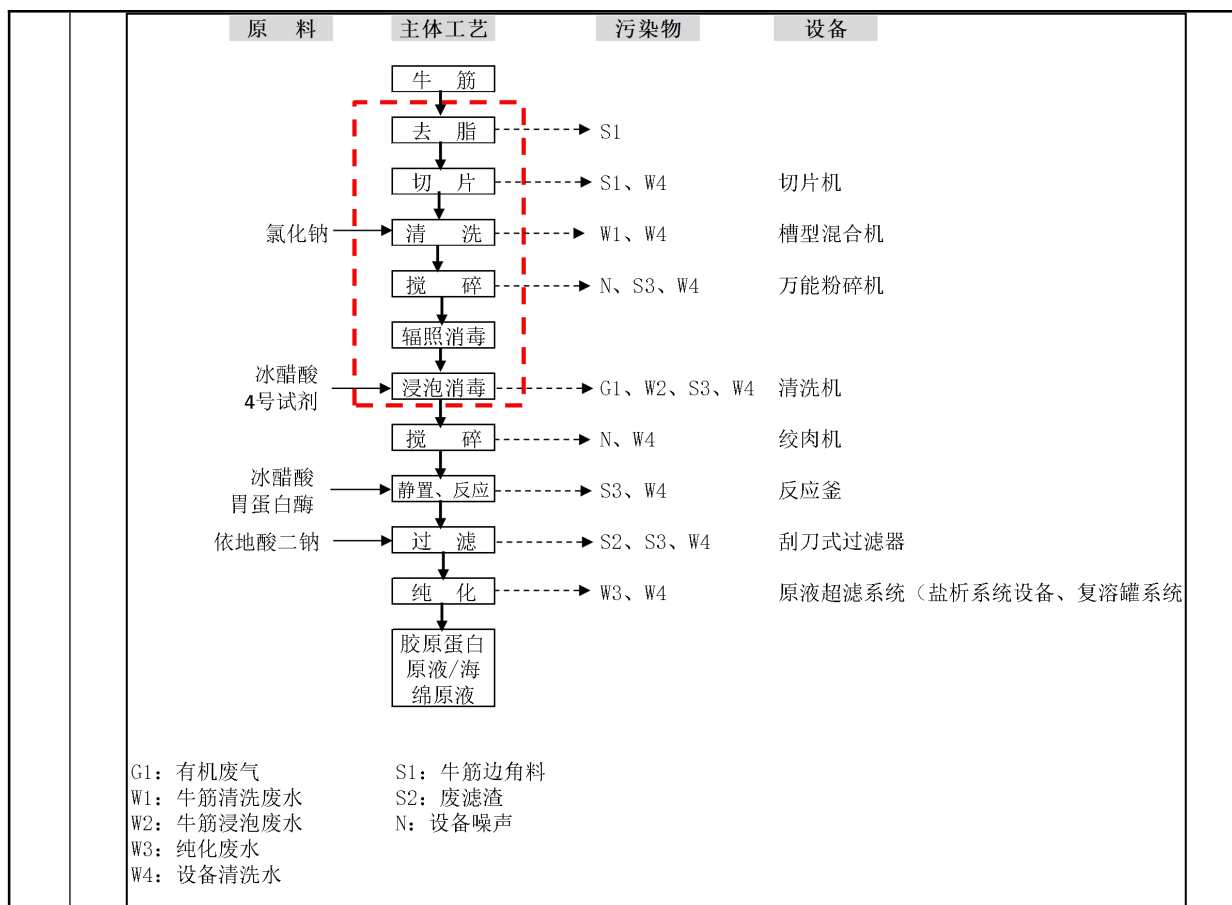 原 料 主体工艺 污染物 设备
牛 筋
去 脂 S1
切 片 S1、W4 切片机
氯化钠 清 洗 W1、W4 槽型混合机
搅 碎 N、S3、W4 万能粉碎机
辐照消毒
冰醋酸
4号试剂
浸泡消毒 G1、W2、S3、W4 清洗机
搅 碎 N、W4 绞肉机
冰醋酸
胃蛋白酶
静置、反应 S3、W4 反应釜
依地酸二钠 过 滤 S2、S3、W4 刮刀式过滤器
纯 化 W3、W4 原液超滤系统（盐析系统设备、复溶罐系统
胶原蛋白
原液/海
绵原液
G1：有机废气 S1：牛筋边角料
W1：牛筋清洗废水 S2：废滤渣
W2：牛筋浸泡废水 N：设备噪声
W3：纯化废水
W4：设备清洗水